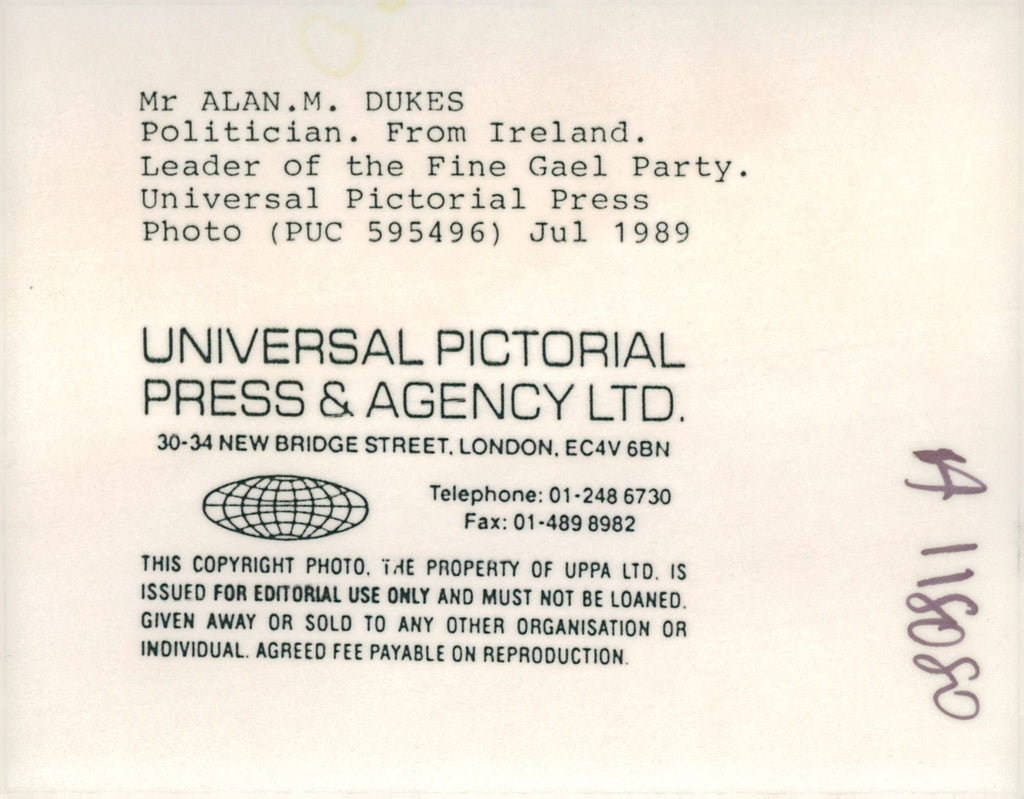 Mr ALAN.M. DUKES
Politician. From Ireland.
Leader of the Fine Gael Party.
Universal Pictorial Press
Photo (PUC 595496) Jul 1989
UNIVERSAL PICTORIAL
PRESS & AGENCY LTD.
30-34 NEW BRIDGE STREET, LONDON, EC4V 6BN
Telephone: 01-248 6730
Fax: 01-489 8982
THIS COPYRIGHT PHOTO. THE PROPERTY OF UPPA LTD. IS
ISSUED FOR EDITORIAL USE ONLY AND MUST NOT BE LOANED.
GIVEN AWAY OR SOLD TO ANY OTHER ORGANISATION OR
INDIVIDUAL. AGREED FEE PAYABLE ON REPRODUCTION.
A 118080